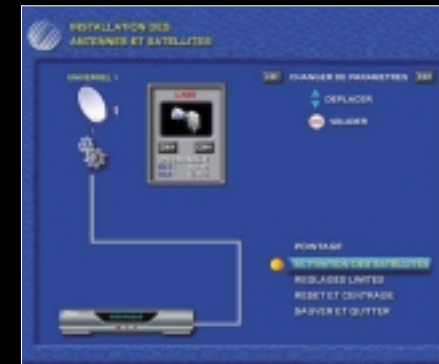 INSTALLATION DES
ANTENNES ET SATELLITES
UNIVERSEL 1
CHANGER DE PARAMETRES
DEPLACER
VALIDER
LNB
POINTAGE
ACTIVATION DES SATELLITES
REGLAGES LIMITES
RESET ET CENTRAGE
SAUVER ET QUITTER